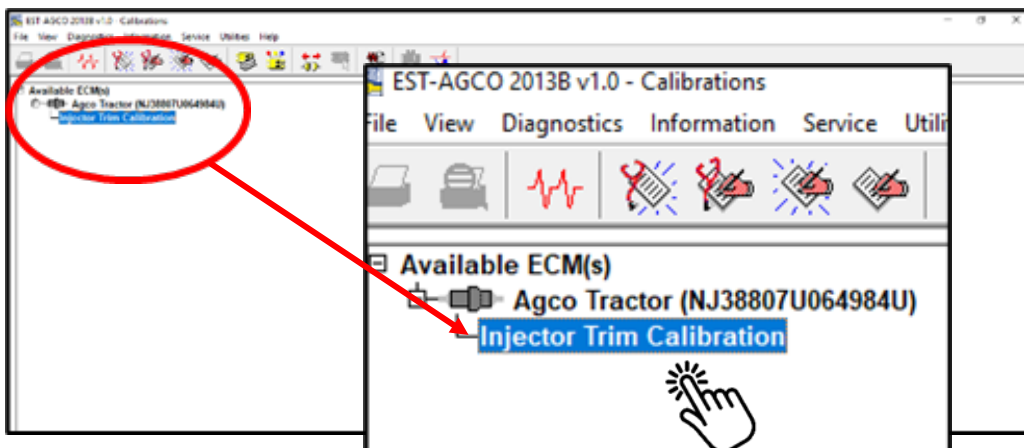 EST-AGCO 2013B v1.0 - Calibrations
File View Diagnostics Information Service Utilities Help
Available ECM(s)
Agco Tractor (NJ38807U064984U)
Injector Trim Calibration
EST-AGCO 2013B v1.0 - Calibrations
File View Diagnostics Information Service Utili
Available ECM(s)
Agco Tractor (NJ38807U064984U)
Injector Trim Calibration